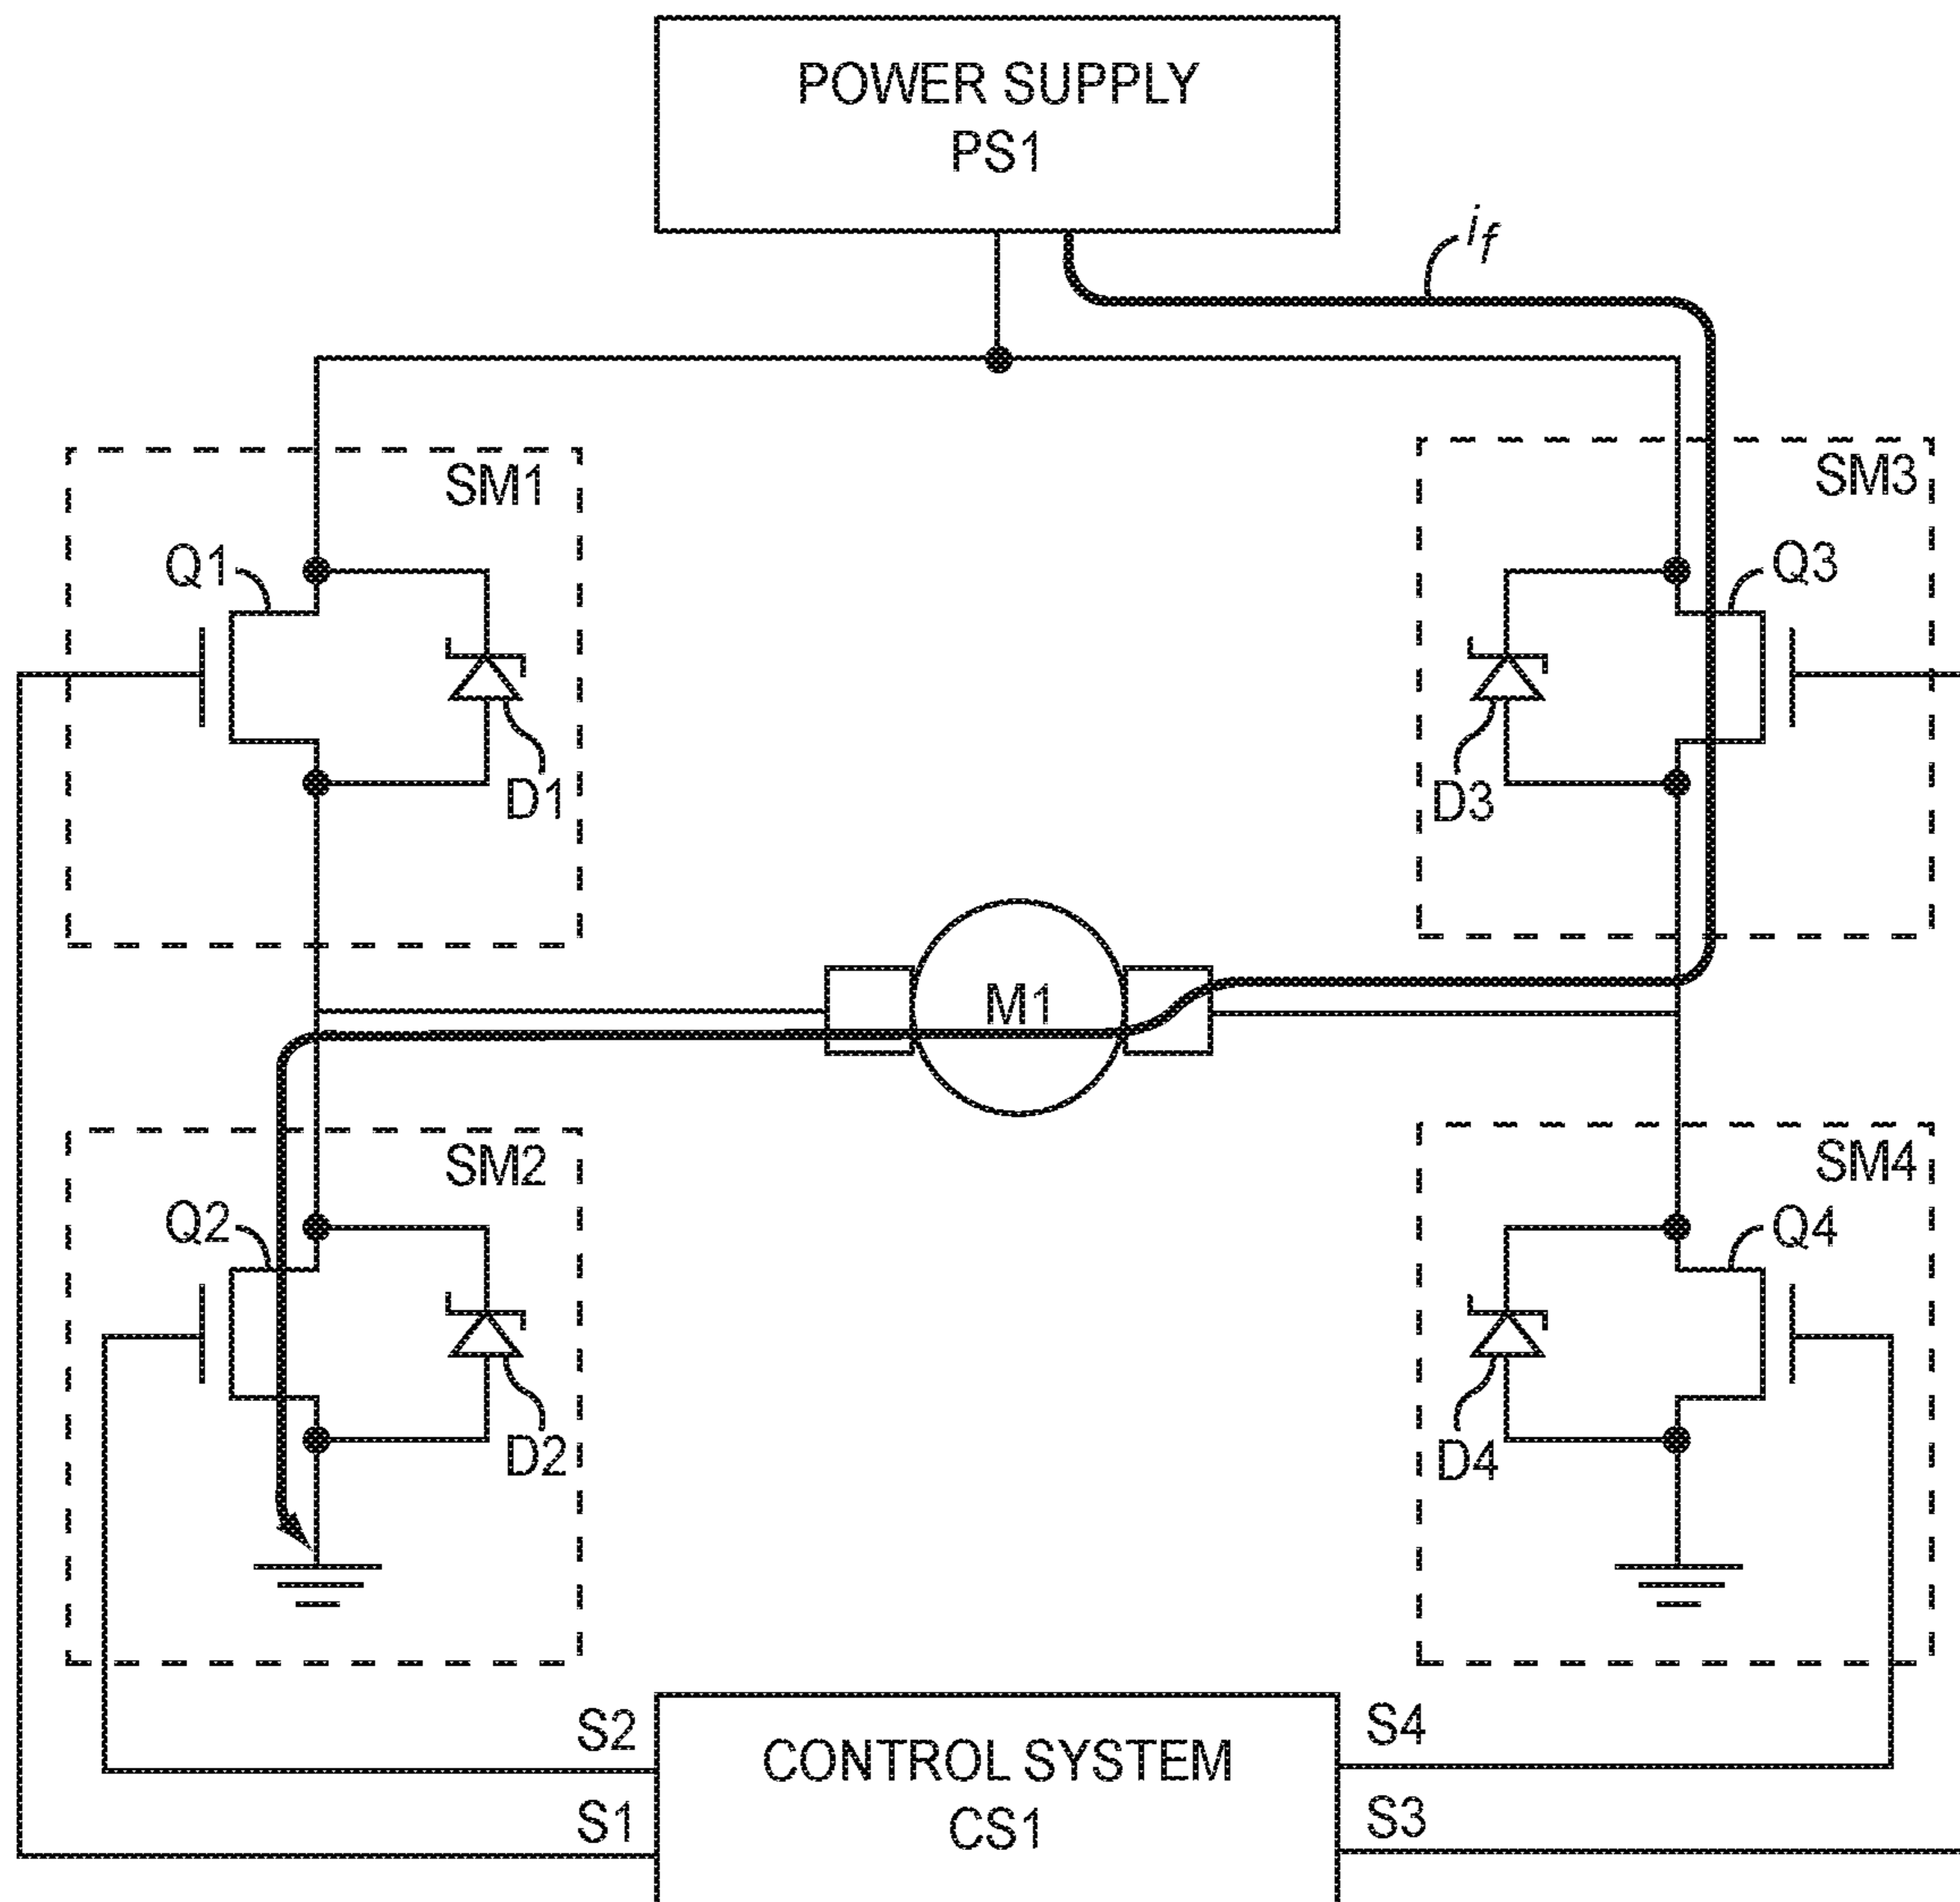 POWER SUPPLY
PS1
if
SM1
SM3
Q1
Q3
D1
D3
M1
SM2
SM4
Q2
Q4
D2
D4
S2
S4
CONTROL SYSTEM
CS1
S1
S3